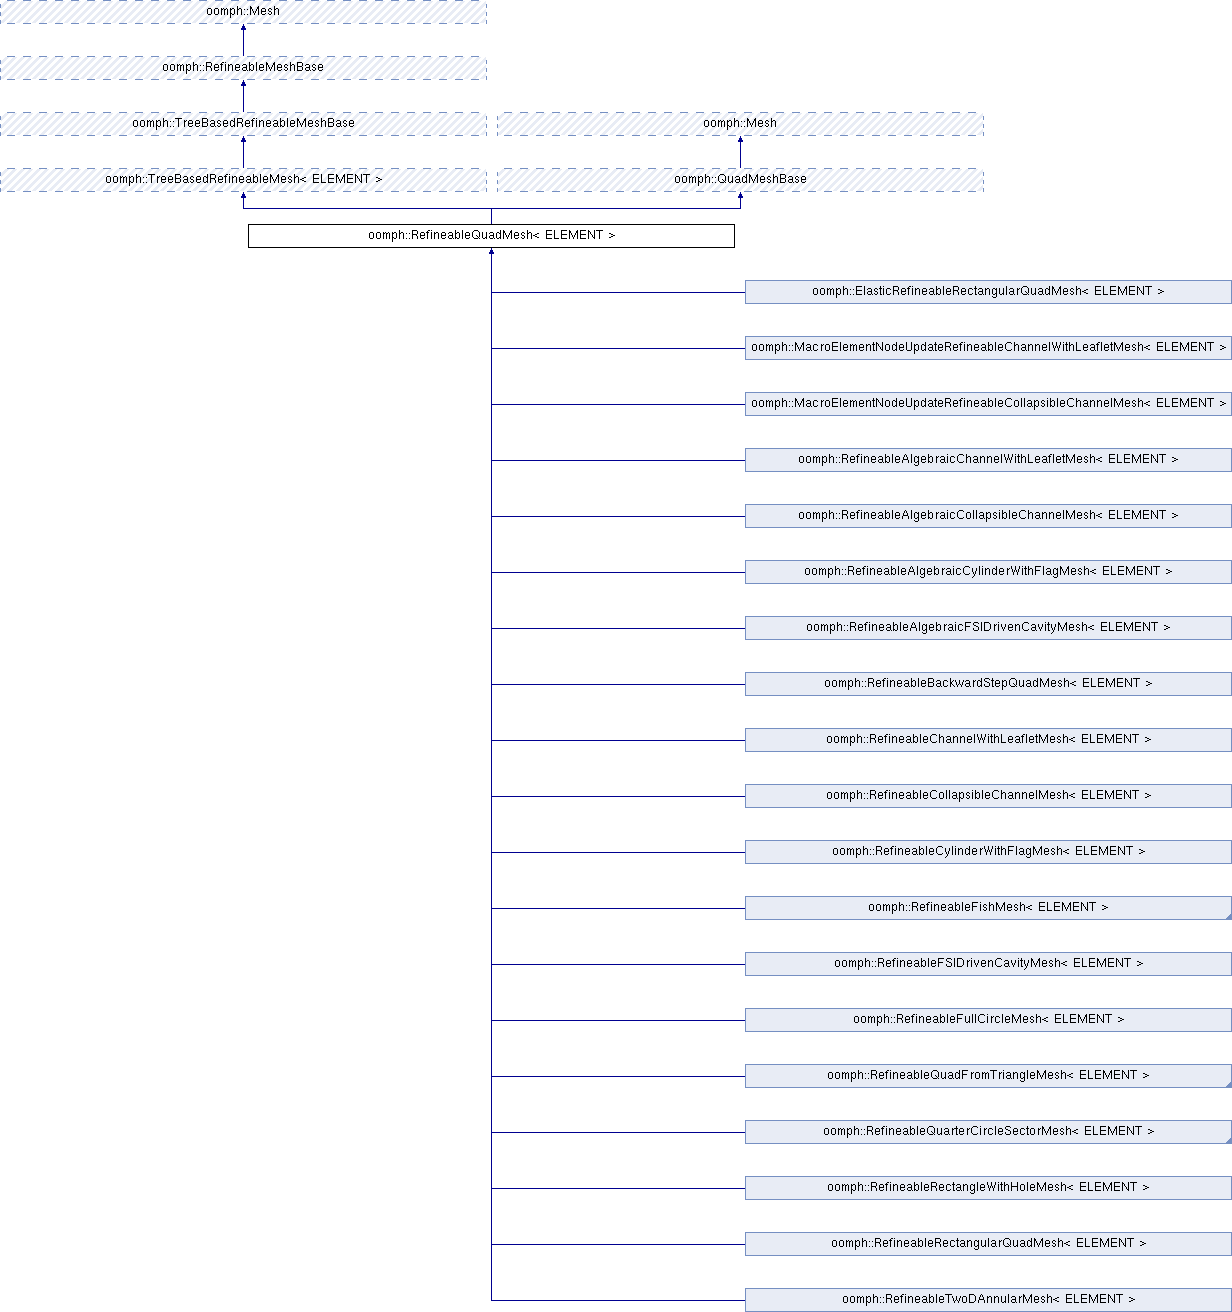 oomph::Mesh
oomph::RefineableMeshBase
oomph::TreeBasedRefineableMeshBase
oomph::Mesh
oomph::TreeBasedRefineableMesh< ELEMENT >
oomph::QuadMeshBase
oomph::RefineableQuadMesh< ELEMENT >
oomph::ElasticRefineableRectangularQuadMesh< ELEMENT >
oomph::MacroElementNodeUpdateRefineableChannelWithLeafletMesh< ELEMENT >
oomph::MacroElementNodeUpdateRefineableCollapsibleChannelMesh< ELEMENT >
oomph::RefineableAlgebraicChannelWithLeafletMesh< ELEMENT >
oomph::RefineableAlgebraicCollapsibleChannelMesh< ELEMENT >
oomph::RefineableAlgebraicCylinderWithFlagMesh< ELEMENT >
oomph::RefineableAlgebraicFSIDrivenCavityMesh< ELEMENT >
oomph::RefineableBackwardStepQuadMesh< ELEMENT >
oomph::RefineableChannelWithLeafletMesh< ELEMENT >
oomph::RefineableCollapsibleChannelMesh< ELEMENT >
oomph::RefineableCylinderWithFlagMesh< ELEMENT >
oomph::RefineableFishMesh< ELEMENT >
oomph::RefineableFSIDrivenCavityMesh< ELEMENT >
oomph::RefineableFullCircleMesh< ELEMENT >
oomph::RefineableQuadFromTriangleMesh< ELEMENT >
oomph::RefineableQuarterCircleSectorMesh< ELEMENT >
oomph::RefineableRectangleWithHoleMesh< ELEMENT >
oomph::RefineableRectangularQuadMesh< ELEMENT >
oomph::RefineableTwoDAnnularMesh< ELEMENT >